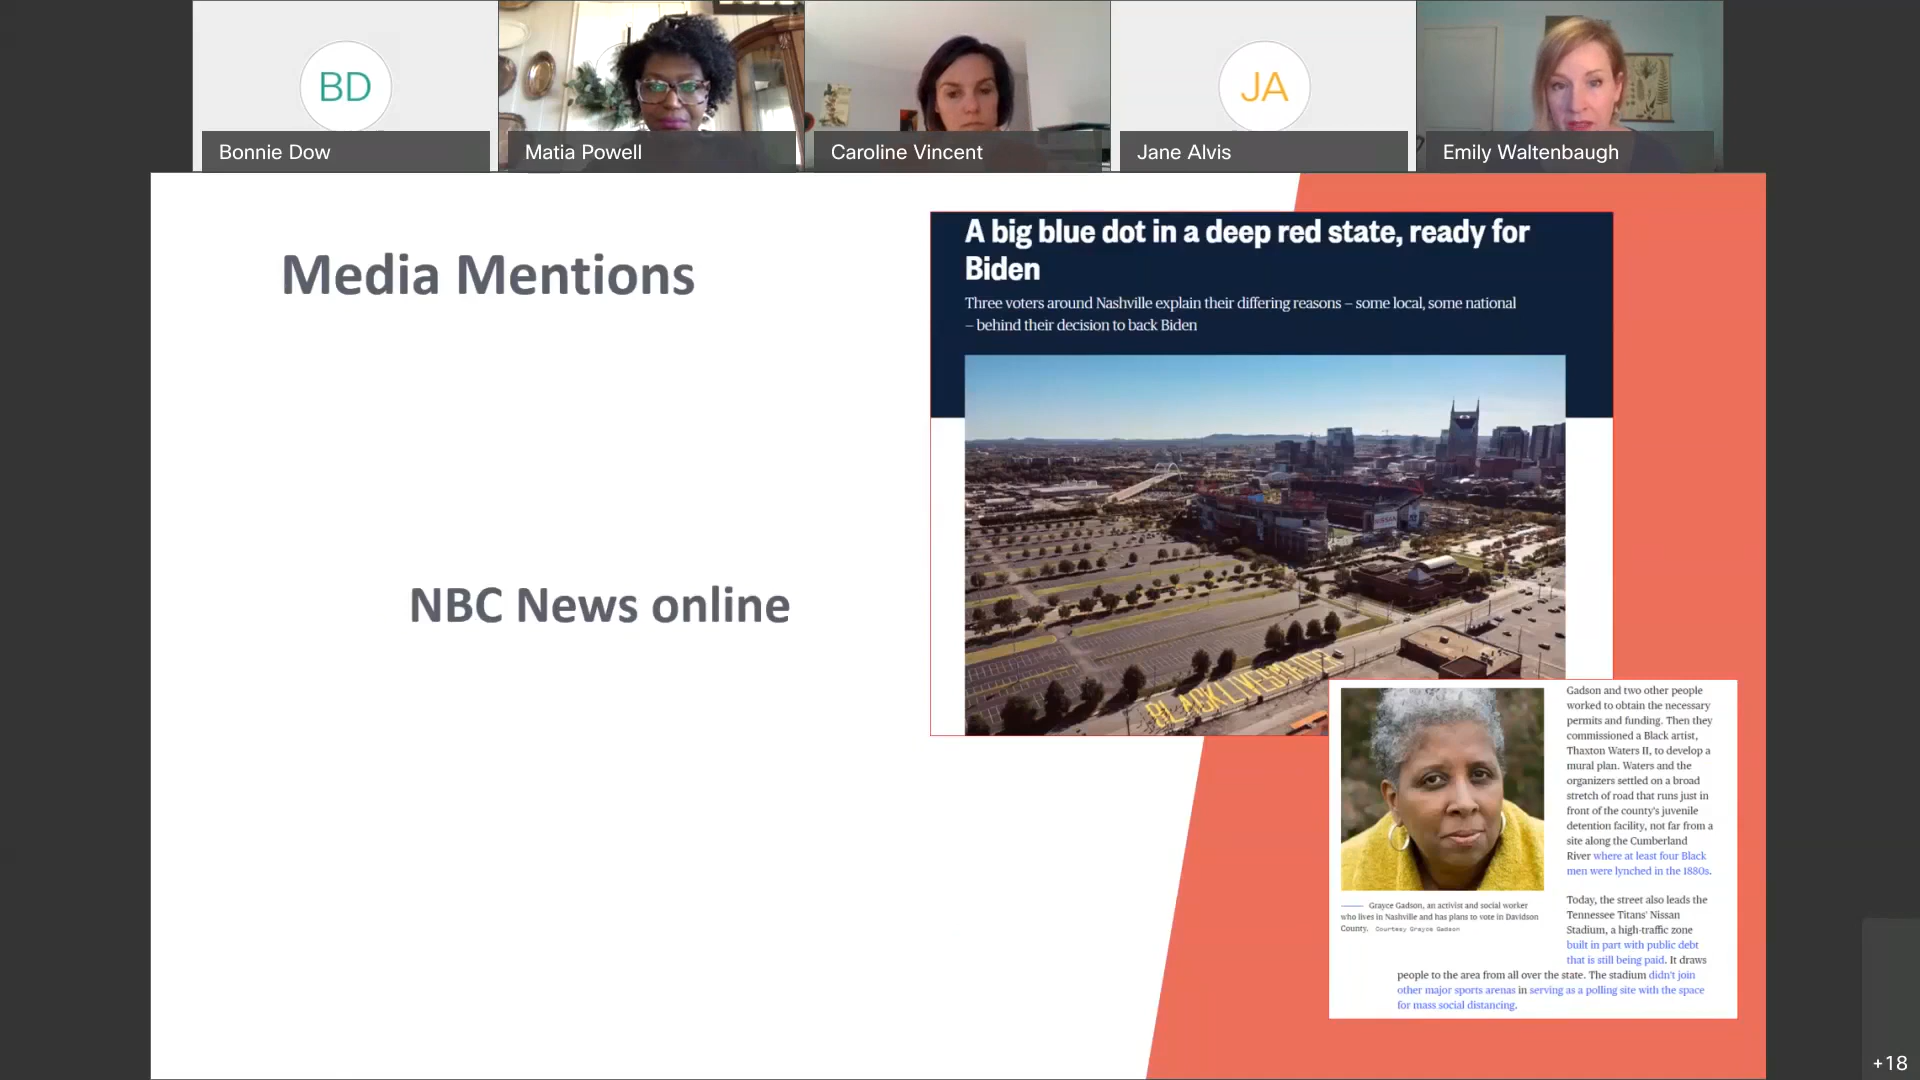 BD
JA
Bonnie Dow
Matia Powell
Caroline Vincent
Jane Alvis
Emily Waltenbaugh
Media Mentions
NBC News online
A big blue dot in a deep red state, ready for
Biden
Three voters around Nashville explain their differing reasons – some local, some national
– behind their decision to back Biden
NISSAN
BLACK LIVES MATTER
Grayce Gadson, an activist and social worker
who lives in Nashville and has plans to vote in Davidson
County. Courtesy Grayce Gadson
Gadson and two other people
worked to obtain the necessary
permits and funding. Then they
commissioned a Black artist,
Thaxton Waters II, to develop a
mural plan. Waters and the
organizers settled on a broad
stretch of road that runs just in
front of the county's juvenile
detention facility, not far from a
site along the Cumberland
River where at least four Black
men were lynched in the 1880s.
Today, the street also leads the
Tennessee Titans' Nissan
Stadium, a high-traffic zone
built in part with public debt
that is still being paid. It draws
people to the area from all over the state. The stadium didn't join
other major sports arenas in serving as a polling site with the space
for mass social distancing.
+18